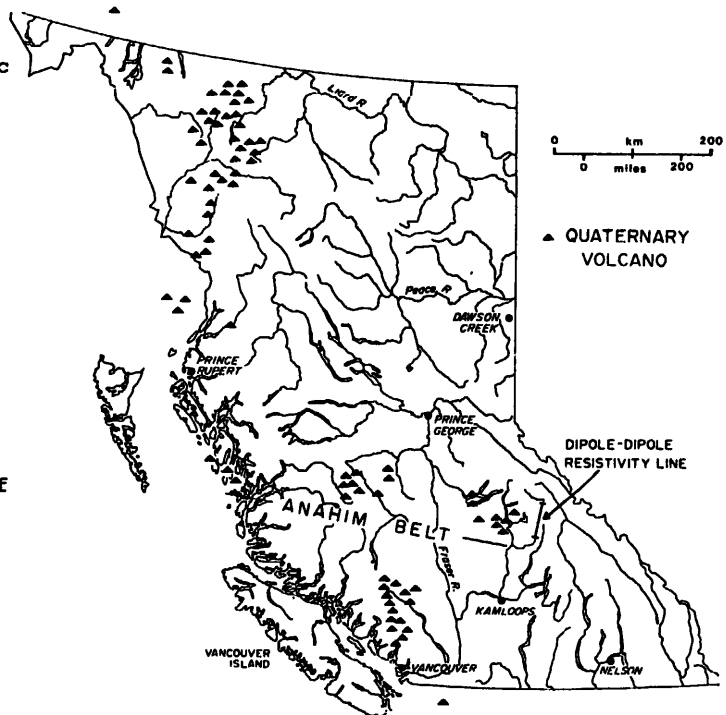 C
Liard R
0 km 200
0 miles 200
QUATERNARY
VOLCANO
Peace R
DAWSON
CREEK
PRINCE
RUPERT
PRINCE
GEORGE
DIPOLE-DIPOLE
RESISTIVITY LINE
E
ANAHIM BELT
Fraser R.
KAMLOOPS
VANCOUVER
ISLAND
VANCOUVER
NELSON